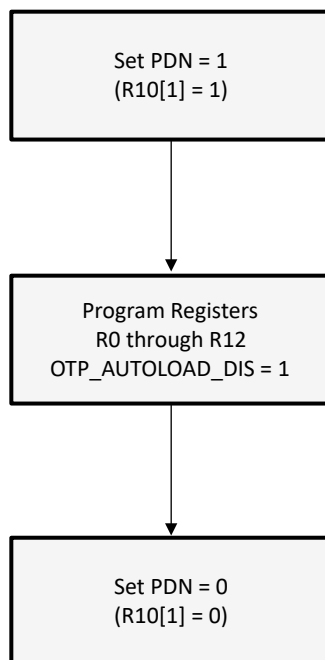 Set PDN = 1
(R10[1] = 1)
Program Registers
R0 through R12
OTP_AUTOLOAD_DIS = 1
Set PDN = 0
(R10[1] = 0)